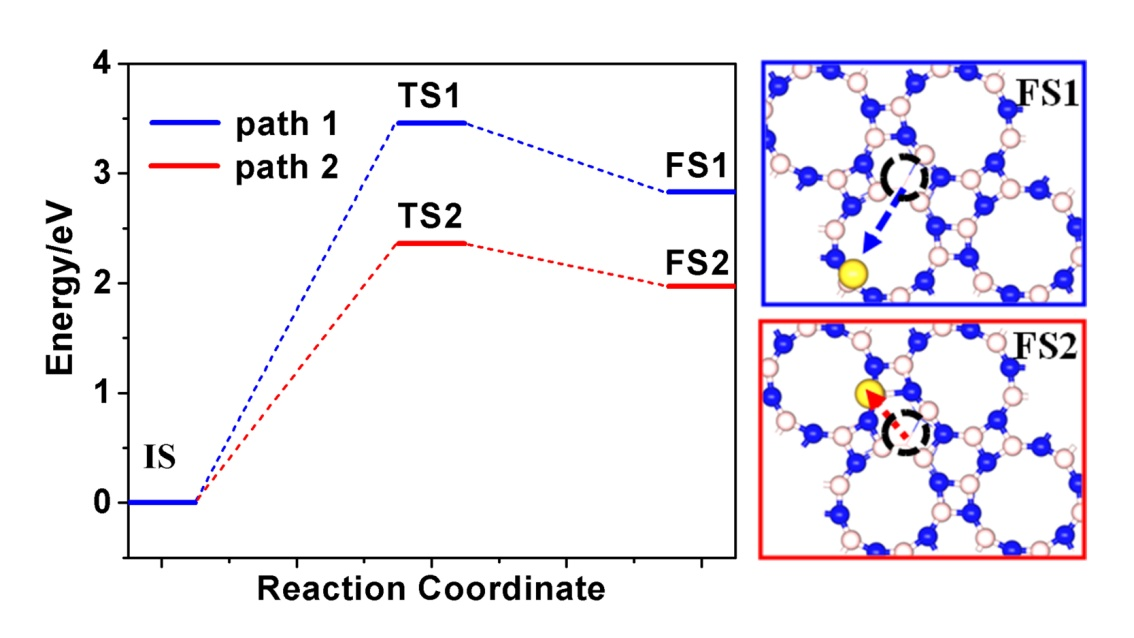 4
3
2
1
0
Energy/eV
path 1
path 2
TS1
FS1
TS2
FS2
IS
Reaction Coordinate
FS1
FS2